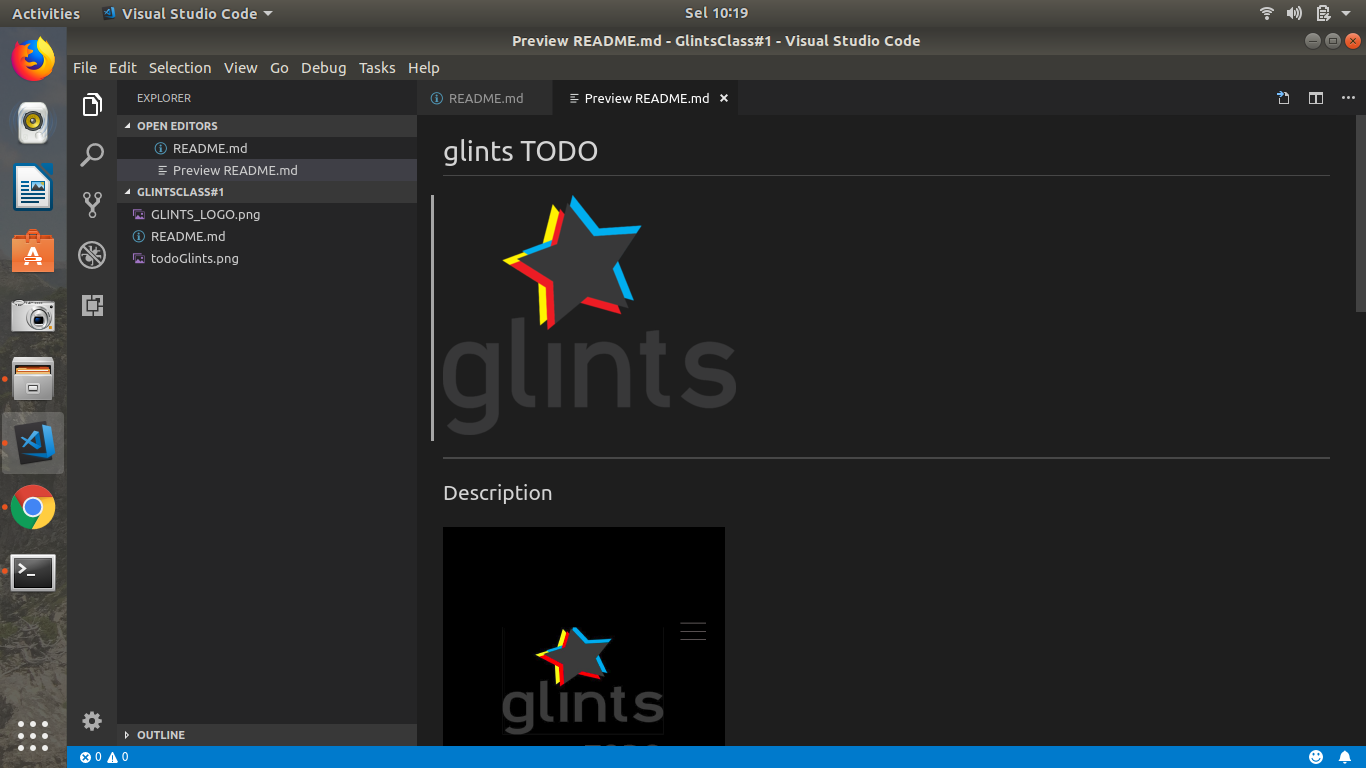 Activities
Visual Studio Code
Sel 10:19
Preview README.md - GlintsClass#1 - Visual Studio Code
File Edit Selection View Go Debug Tasks Help
EXPLORER
OPEN EDITORS
README.md
Preview README.md
GLINTSCLASS#1
GLINTS_LOGO.png
README.md
todoGlints.png
OUTLINE
README.md
Preview README.md
glints TODO
glints
Description
glints
TODO
0 0